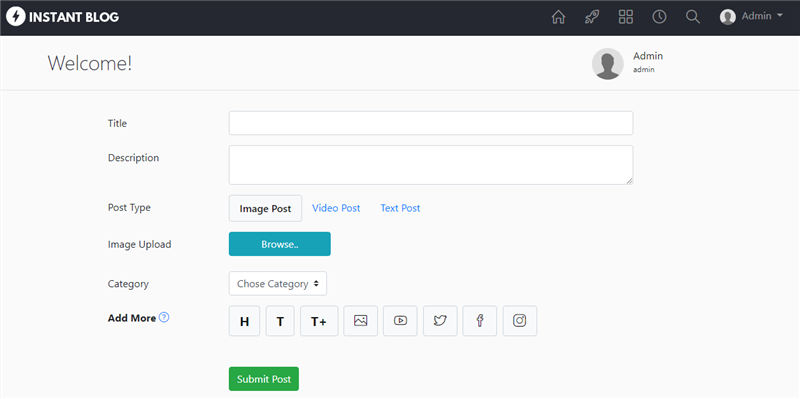 INSTANT BLOG
Admin
Welcome!
Admin
admin
Title
Description
Post Type
Image Post
Video Post
Text Post
Image Upload
Browse..
Category
Chose Category
Add More ?
H
T
T+
Submit Post